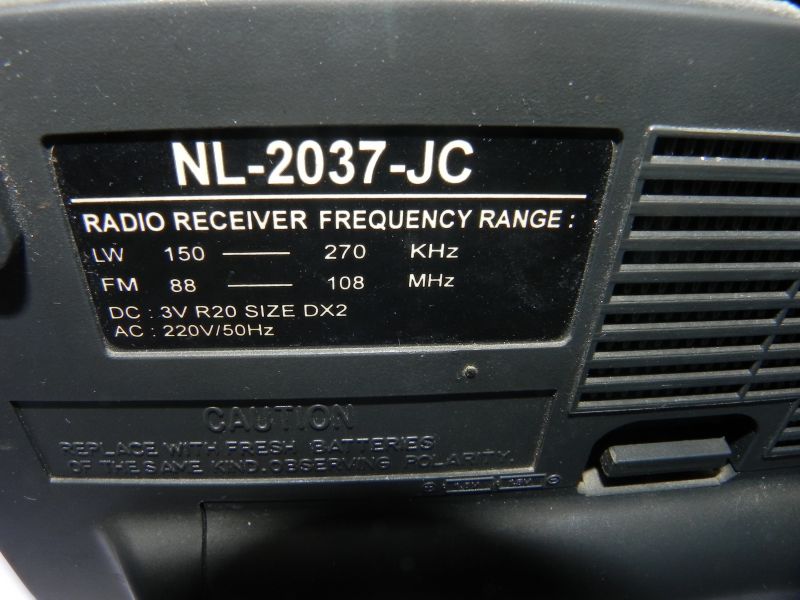 NL-2037-JC
RADIO RECEIVER FREQUENCY RANGE :
LW 150 —— 270 KHz
FM 88 —— 108 MHz
DC : 3V R20 SIZE DX2
AC : 220V/50Hz
CAUTION
REPLACE WITH FRESH BATTERIES
OF THE SAME KIND.OBSERVING POLARITY.